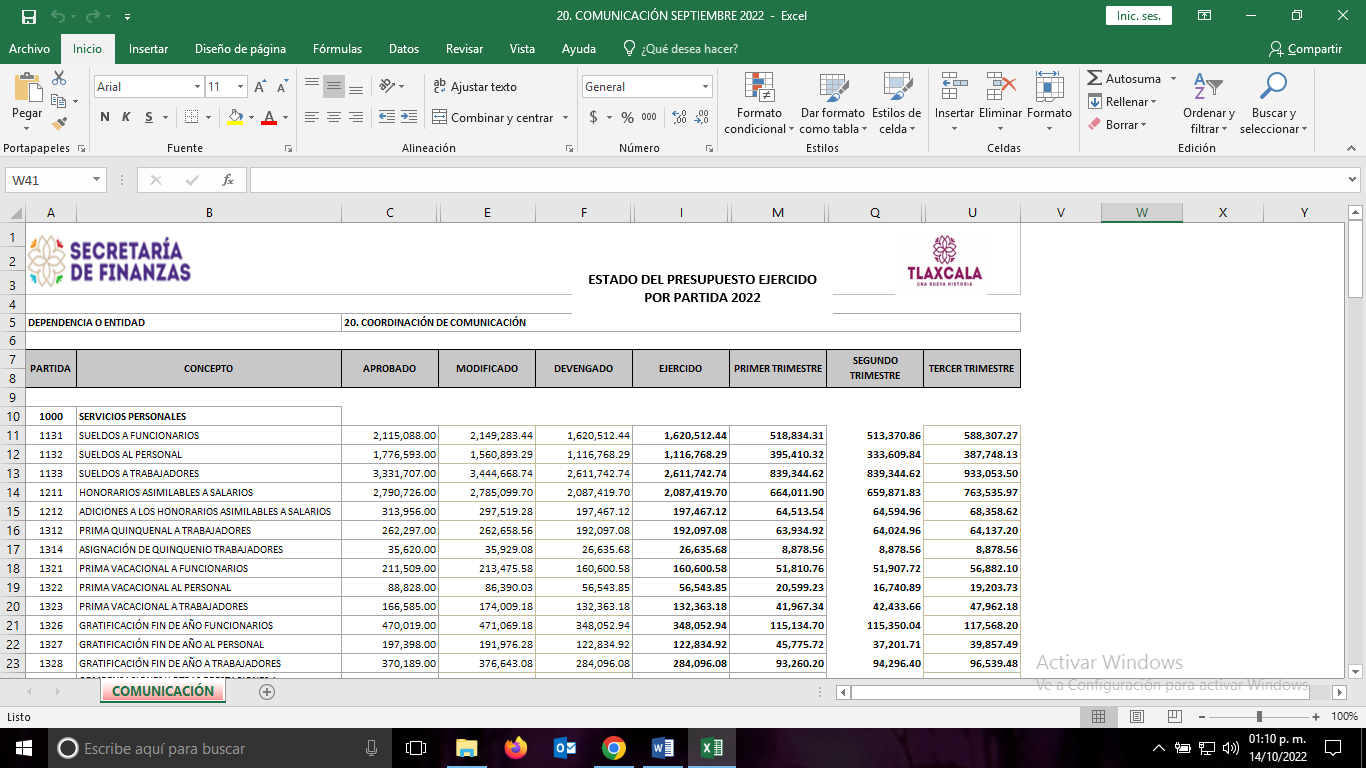 20. COMUNICACIÓN SEPTIEMBRE 2022 - Excel
Inic. ses.
Archivo Inicio Insertar Diseño de página Fórmulas Datos Revisar Vista Ayuda ¿Qué desea hacer? Compartir
Pegar
Arial 11
N K S
Ajustar texto
Combinar y centrar
General
$ % 000
Formato condicional
Dar formato como tabla
Estilos de celda
Insertar Eliminar Formato
Autosuma
Rellenar
Borrar
Ordenar y filtrar
Buscar y seleccionar
Portapapeles Fuente Alineación Número Estilos Celdas Edición
W41 fx
A B C E F I M Q U V W X Y
1
2
3
4
5
6
7
8
9
10
11
12
13
14
15
16
17
18
19
20
21
22
23
SECRETARÍA
DE FINANZAS
TLAXCALA
UNA NUEVA HISTORIA
ESTADO DEL PRESUPUESTO EJERCIDO
POR PARTIDA 2022
DEPENDENCIA O ENTIDAD 20. COORDINACIÓN DE COMUNICACIÓN
PARTIDA CONCEPTO APROBADO MODIFICADO DEVENGADO EJERCIDO PRIMER TRIMESTRE SEGUNDO TRIMESTRE TERCER TRIMESTRE
1000 SERVICIOS PERSONALES
1131 SUELDOS A FUNCIONARIOS 2,115,088.00 2,149,283.44 1,620,512.44 1,620,512.44 518,834.31 513,370.86 588,307.27
1132 SUELDOS AL PERSONAL 1,776,593.00 1,560,893.29 1,116,768.29 1,116,768.29 395,410.32 333,609.84 387,748.13
1133 SUELDOS A TRABAJADORES 3,331,707.00 3,444,668.74 2,611,742.74 2,611,742.74 839,344.62 839,344.62 933,053.50
1211 HONORARIOS ASIMILABLES A SALARIOS 2,790,726.00 2,785,099.70 2,087,419.70 2,087,419.70 664,011.90 659,871.83 763,535.97
1212 ADICIONES A LOS HONORARIOS ASIMILABLES A SALARIOS 313,956.00 297,519.28 197,467.12 197,467.12 64,513.54 64,594.96 68,358.62
1312 PRIMA QUINQUENAL A TRABAJADORES 262,297.00 262,658.56 192,097.08 192,097.08 63,934.92 64,024.96 64,137.20
1314 ASIGNACIÓN DE QUINQUENIO TRABAJADORES 35,620.00 35,929.08 26,635.68 26,635.68 8,878.56 8,878.56 8,878.56
1321 PRIMA VACACIONAL A FUNCIONARIOS 211,509.00 213,475.58 160,600.58 160,600.58 51,810.76 51,907.72 56,882.10
1322 PRIMA VACACIONAL AL PERSONAL 88,828.00 86,390.03 56,543.85 56,543.85 20,599.23 16,740.89 19,203.73
1323 PRIMA VACACIONAL A TRABAJADORES 166,585.00 174,009.18 132,363.18 132,363.18 41,967.34 42,433.66 47,962.18
1326 GRATIFICACIÓN FIN DE AÑO FUNCIONARIOS 470,019.00 471,069.18 348,052.94 348,052.94 115,134.70 115,350.04 117,568.20
1327 GRATIFICACIÓN FIN DE AÑO AL PERSONAL 197,398.00 191,976.28 122,834.92 122,834.92 45,775.72 37,201.71 39,857.49
1328 GRATIFICACIÓN FIN DE AÑO A TRABAJADORES 370,189.00 376,643.08 284,096.08 284,096.08 93,260.20 94,296.40 96,539.48
Activar Windows
Ve a Configuración para activar Windows.
COMUNICACIÓN
Listo 100%
Escribe aquí para buscar
01:10 p. m.
14/10/2022